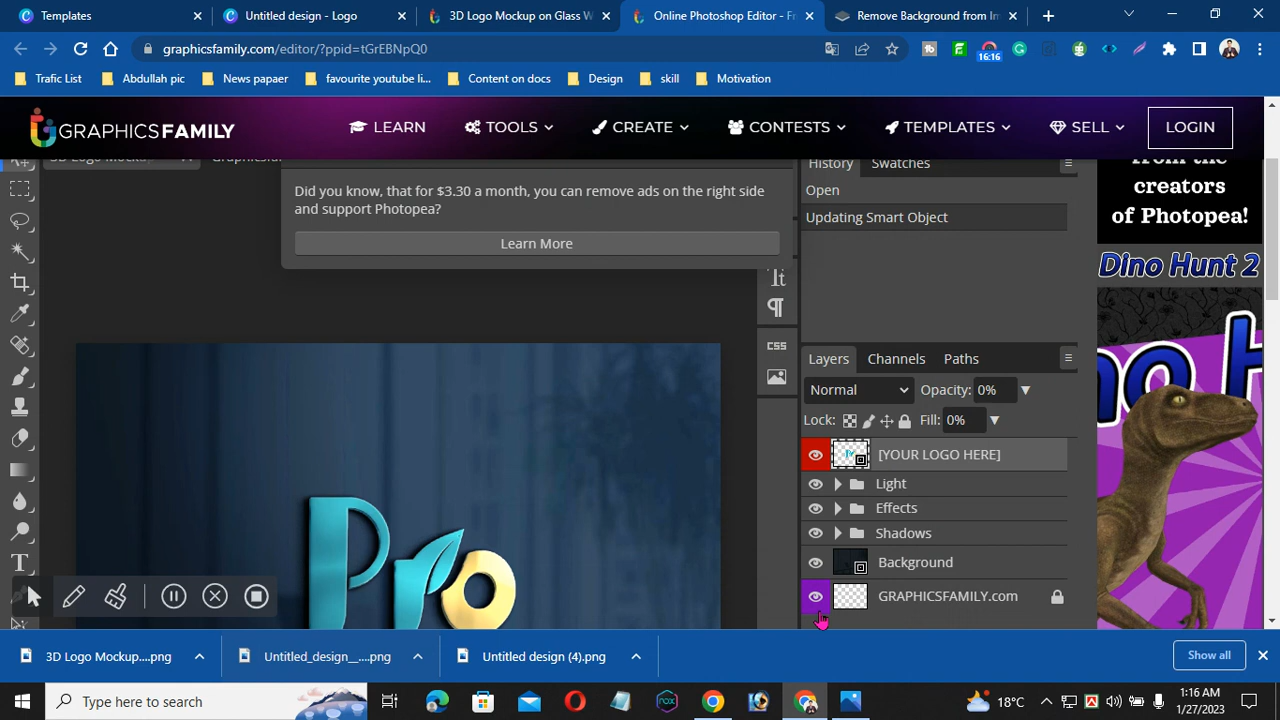 Templates
Untitled design - Logo
3D Logo Mockup on Glass W
Online Photoshop Editor - Fr
Remove Background from Im
graphicsfamily.com/editor/?ppid=tGrEBNpQ0
16:16
Trafic List
Abdullah pic
News papaer
favourite youtube li...
Content on docs
Design
skill
Motivation
GRAPHICSFAMILY
LEARN
TOOLS
CREATE
CONTESTS
TEMPLATES
SELL
LOGIN
History
Swatches
Did you know, that for $3.30 a month, you can remove ads on the right side
and support Photopea?
Learn More
Open
Updating Smart Object
from the
creators
of Photopea!
Dino Hunt 2
CSS
Layers
Channels
Paths
Normal
Opacity: 0%
Lock:
Fill: 0%
[YOUR LOGO HERE]
Light
Effects
Shadows
Background
GRAPHICSFAMILY.com
Pro
3D Logo Mockup....png
Untitled_design__....png
Untitled design (4).png
Show all
Type here to search
18°C
1:16 AM
1/27/2023